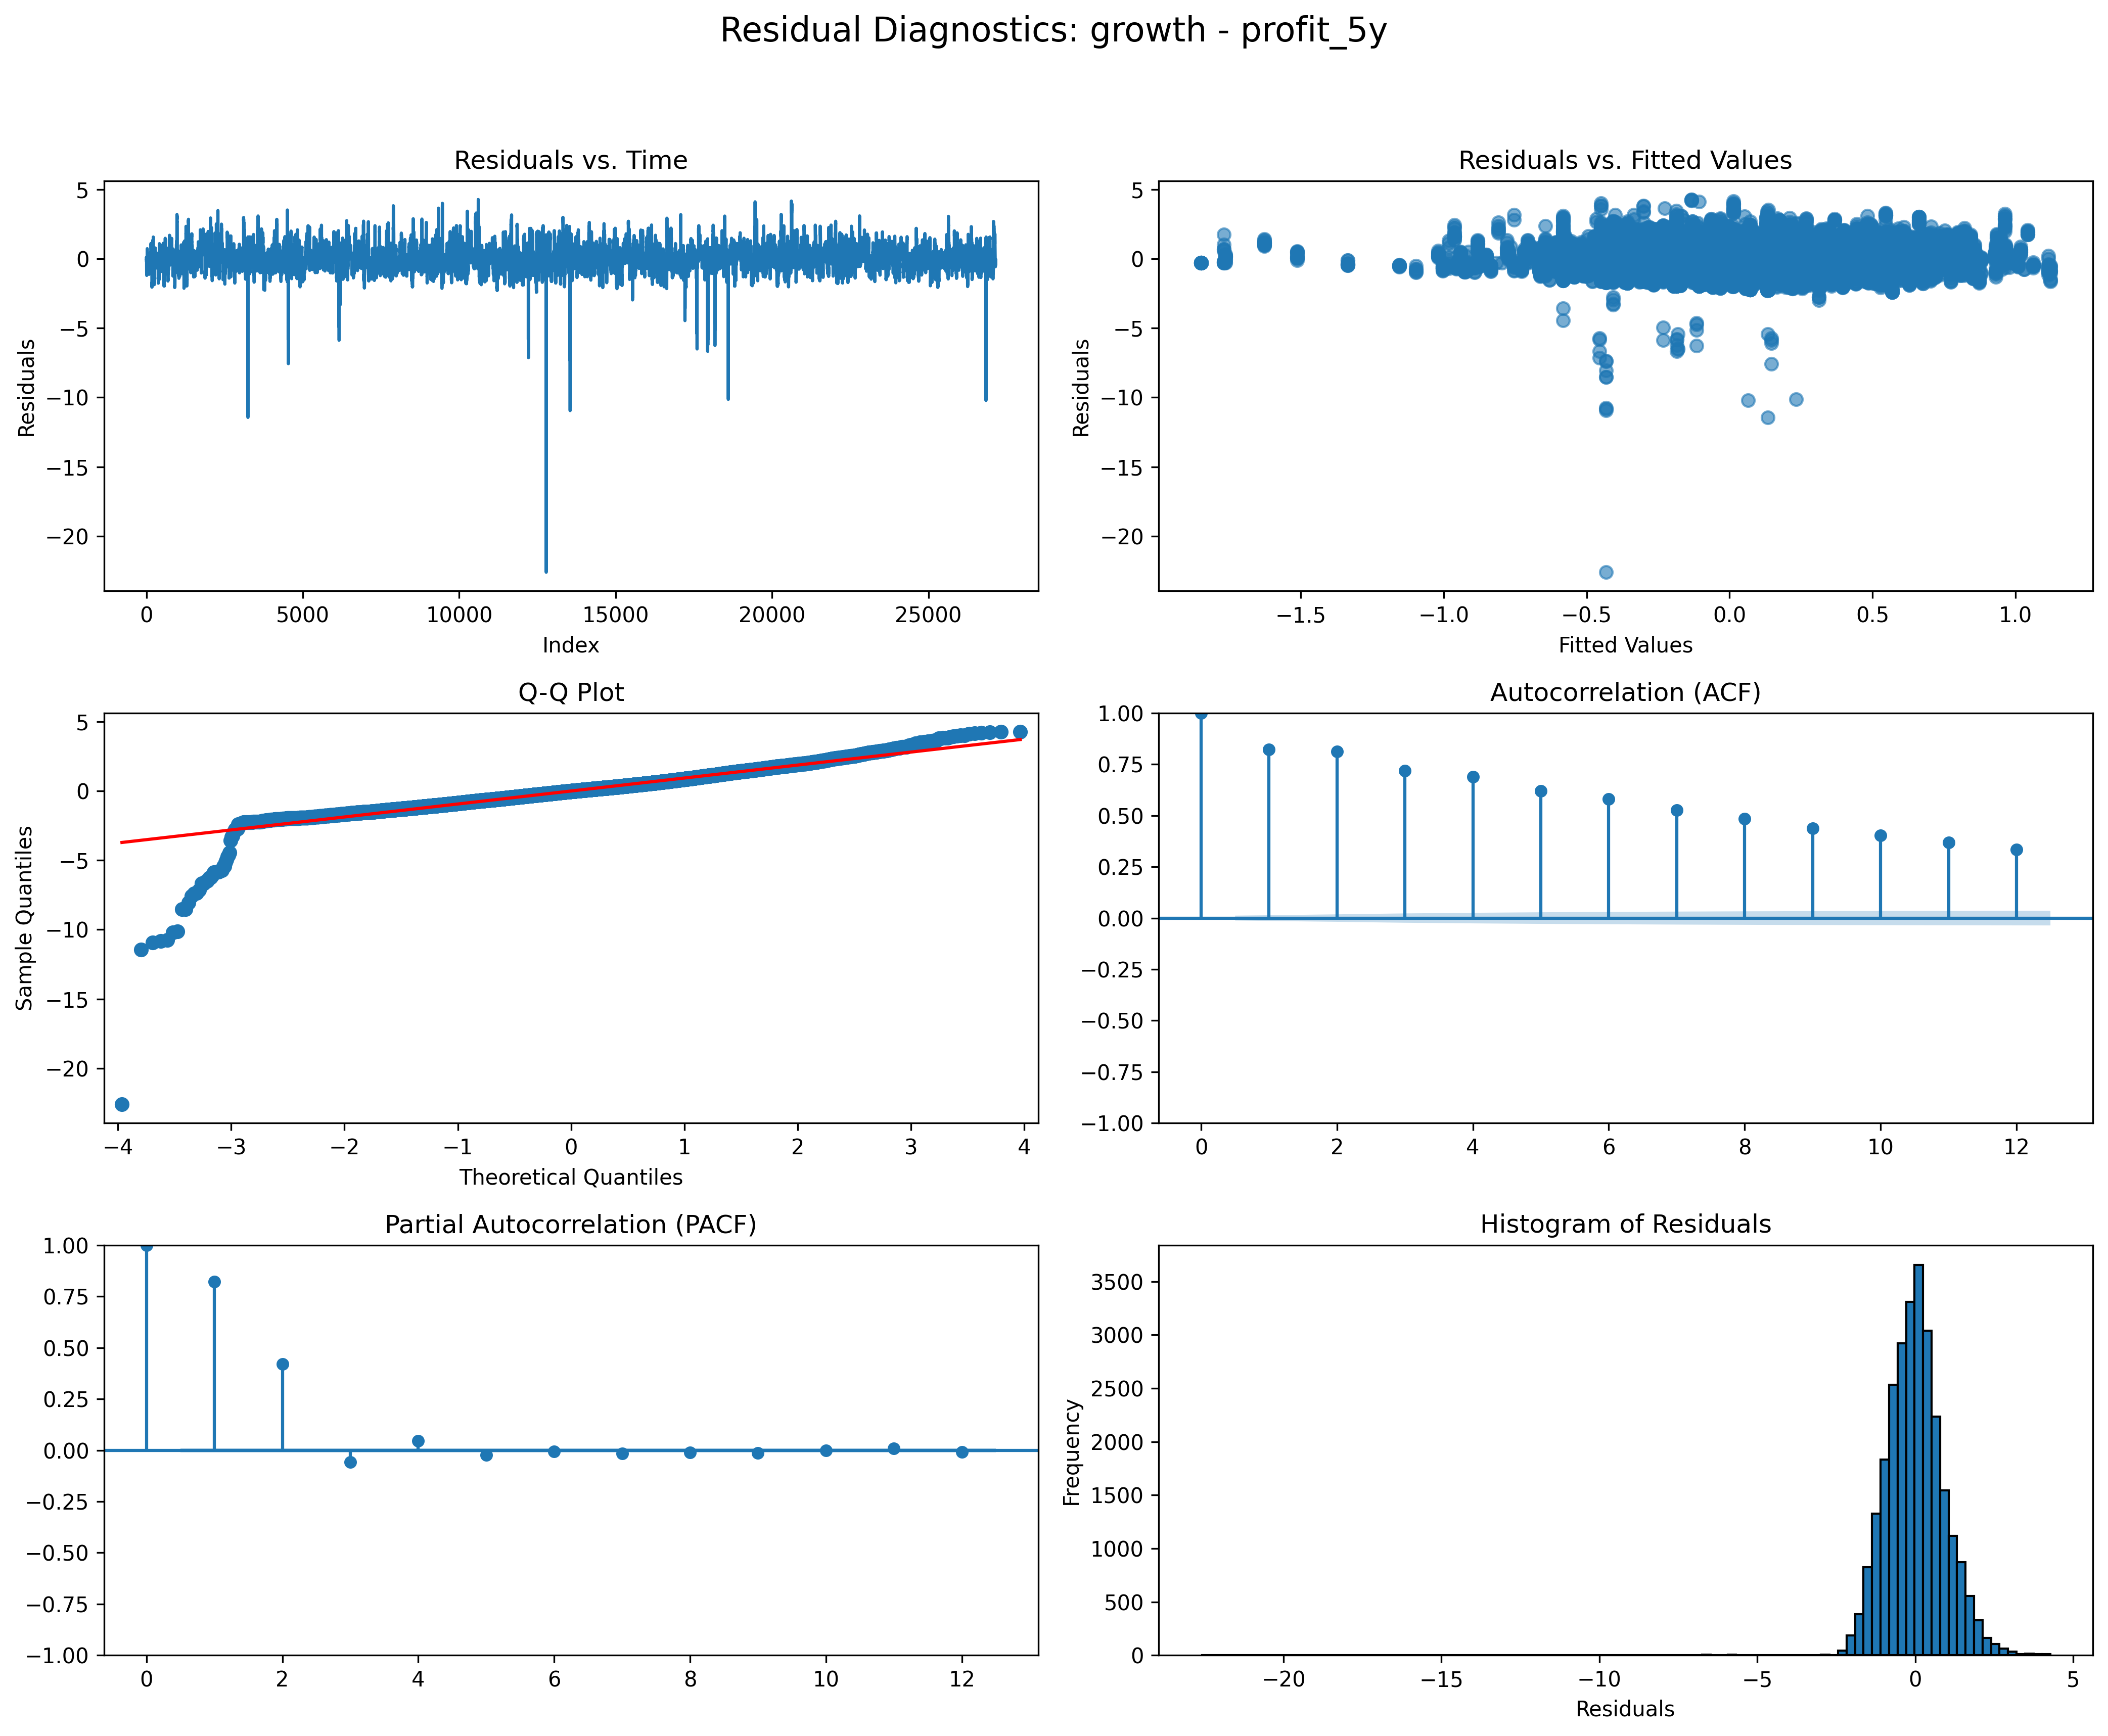 Residual Diagnostics: growth - profit_5y
Residuals vs. Time
5
0
−5
−10
−15
−20
Residuals
0 5000 10000 15000 20000 25000
Index
Residuals vs. Fitted Values
5
0
−5
−10
−15
−20
Residuals
−1.5 −1.0 −0.5 0.0 0.5 1.0
Fitted Values
Q-Q Plot
5
0
−5
−10
−15
−20
Sample Quantiles
−4 −3 −2 −1 0 1 2 3 4
Theoretical Quantiles
Autocorrelation (ACF)
1.00
0.75
0.50
0.25
0.00
−0.25
−0.50
−0.75
−1.00
0 2 4 6 8 10 12
Partial Autocorrelation (PACF)
1.00
0.75
0.50
0.25
0.00
−0.25
−0.50
−0.75
−1.00
0 2 4 6 8 10 12
Histogram of Residuals
3500
3000
2500
2000
1500
1000
500
0
Frequency
−20 −15 −10 −5 0 5
Residuals